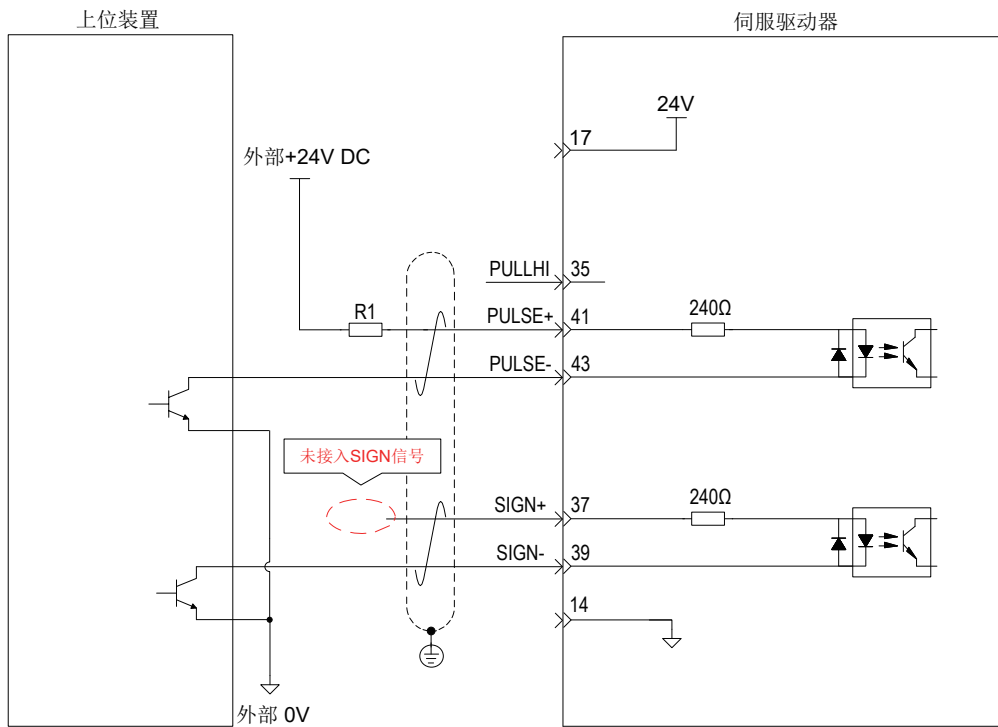 上位装置
伺服驱动器
24V
17
外部+24V DC
PULLHI
35
R1
PULSE+
41
240Ω
PULSE-
43
未接入SIGN信号
SIGN+
37
240Ω
SIGN-
39
14
外部 0V